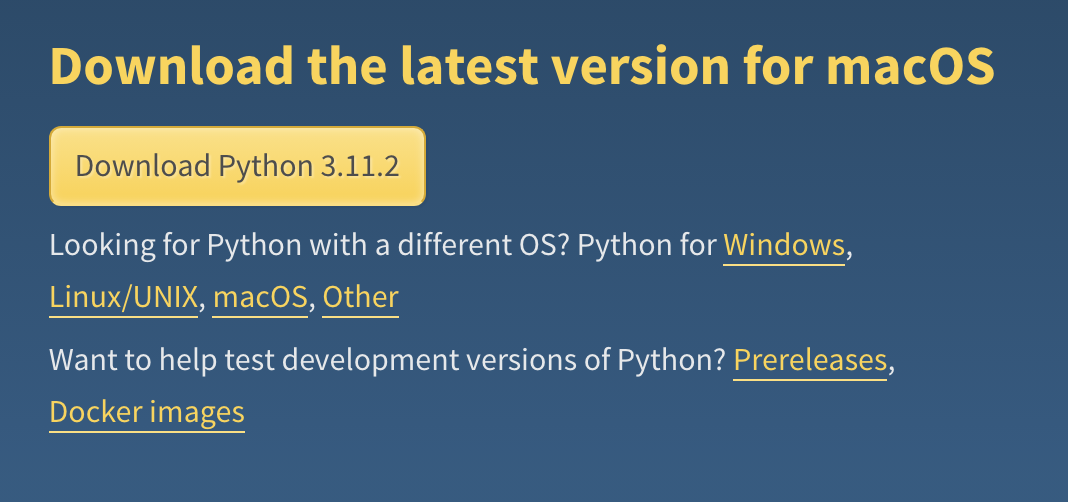 Download the latest version for macOS
Download Python 3.11.2
Looking for Python with a different OS? Python for Windows,
Linux/UNIX, macOS, Other
Want to help test development versions of Python? Prereleases,
Docker images